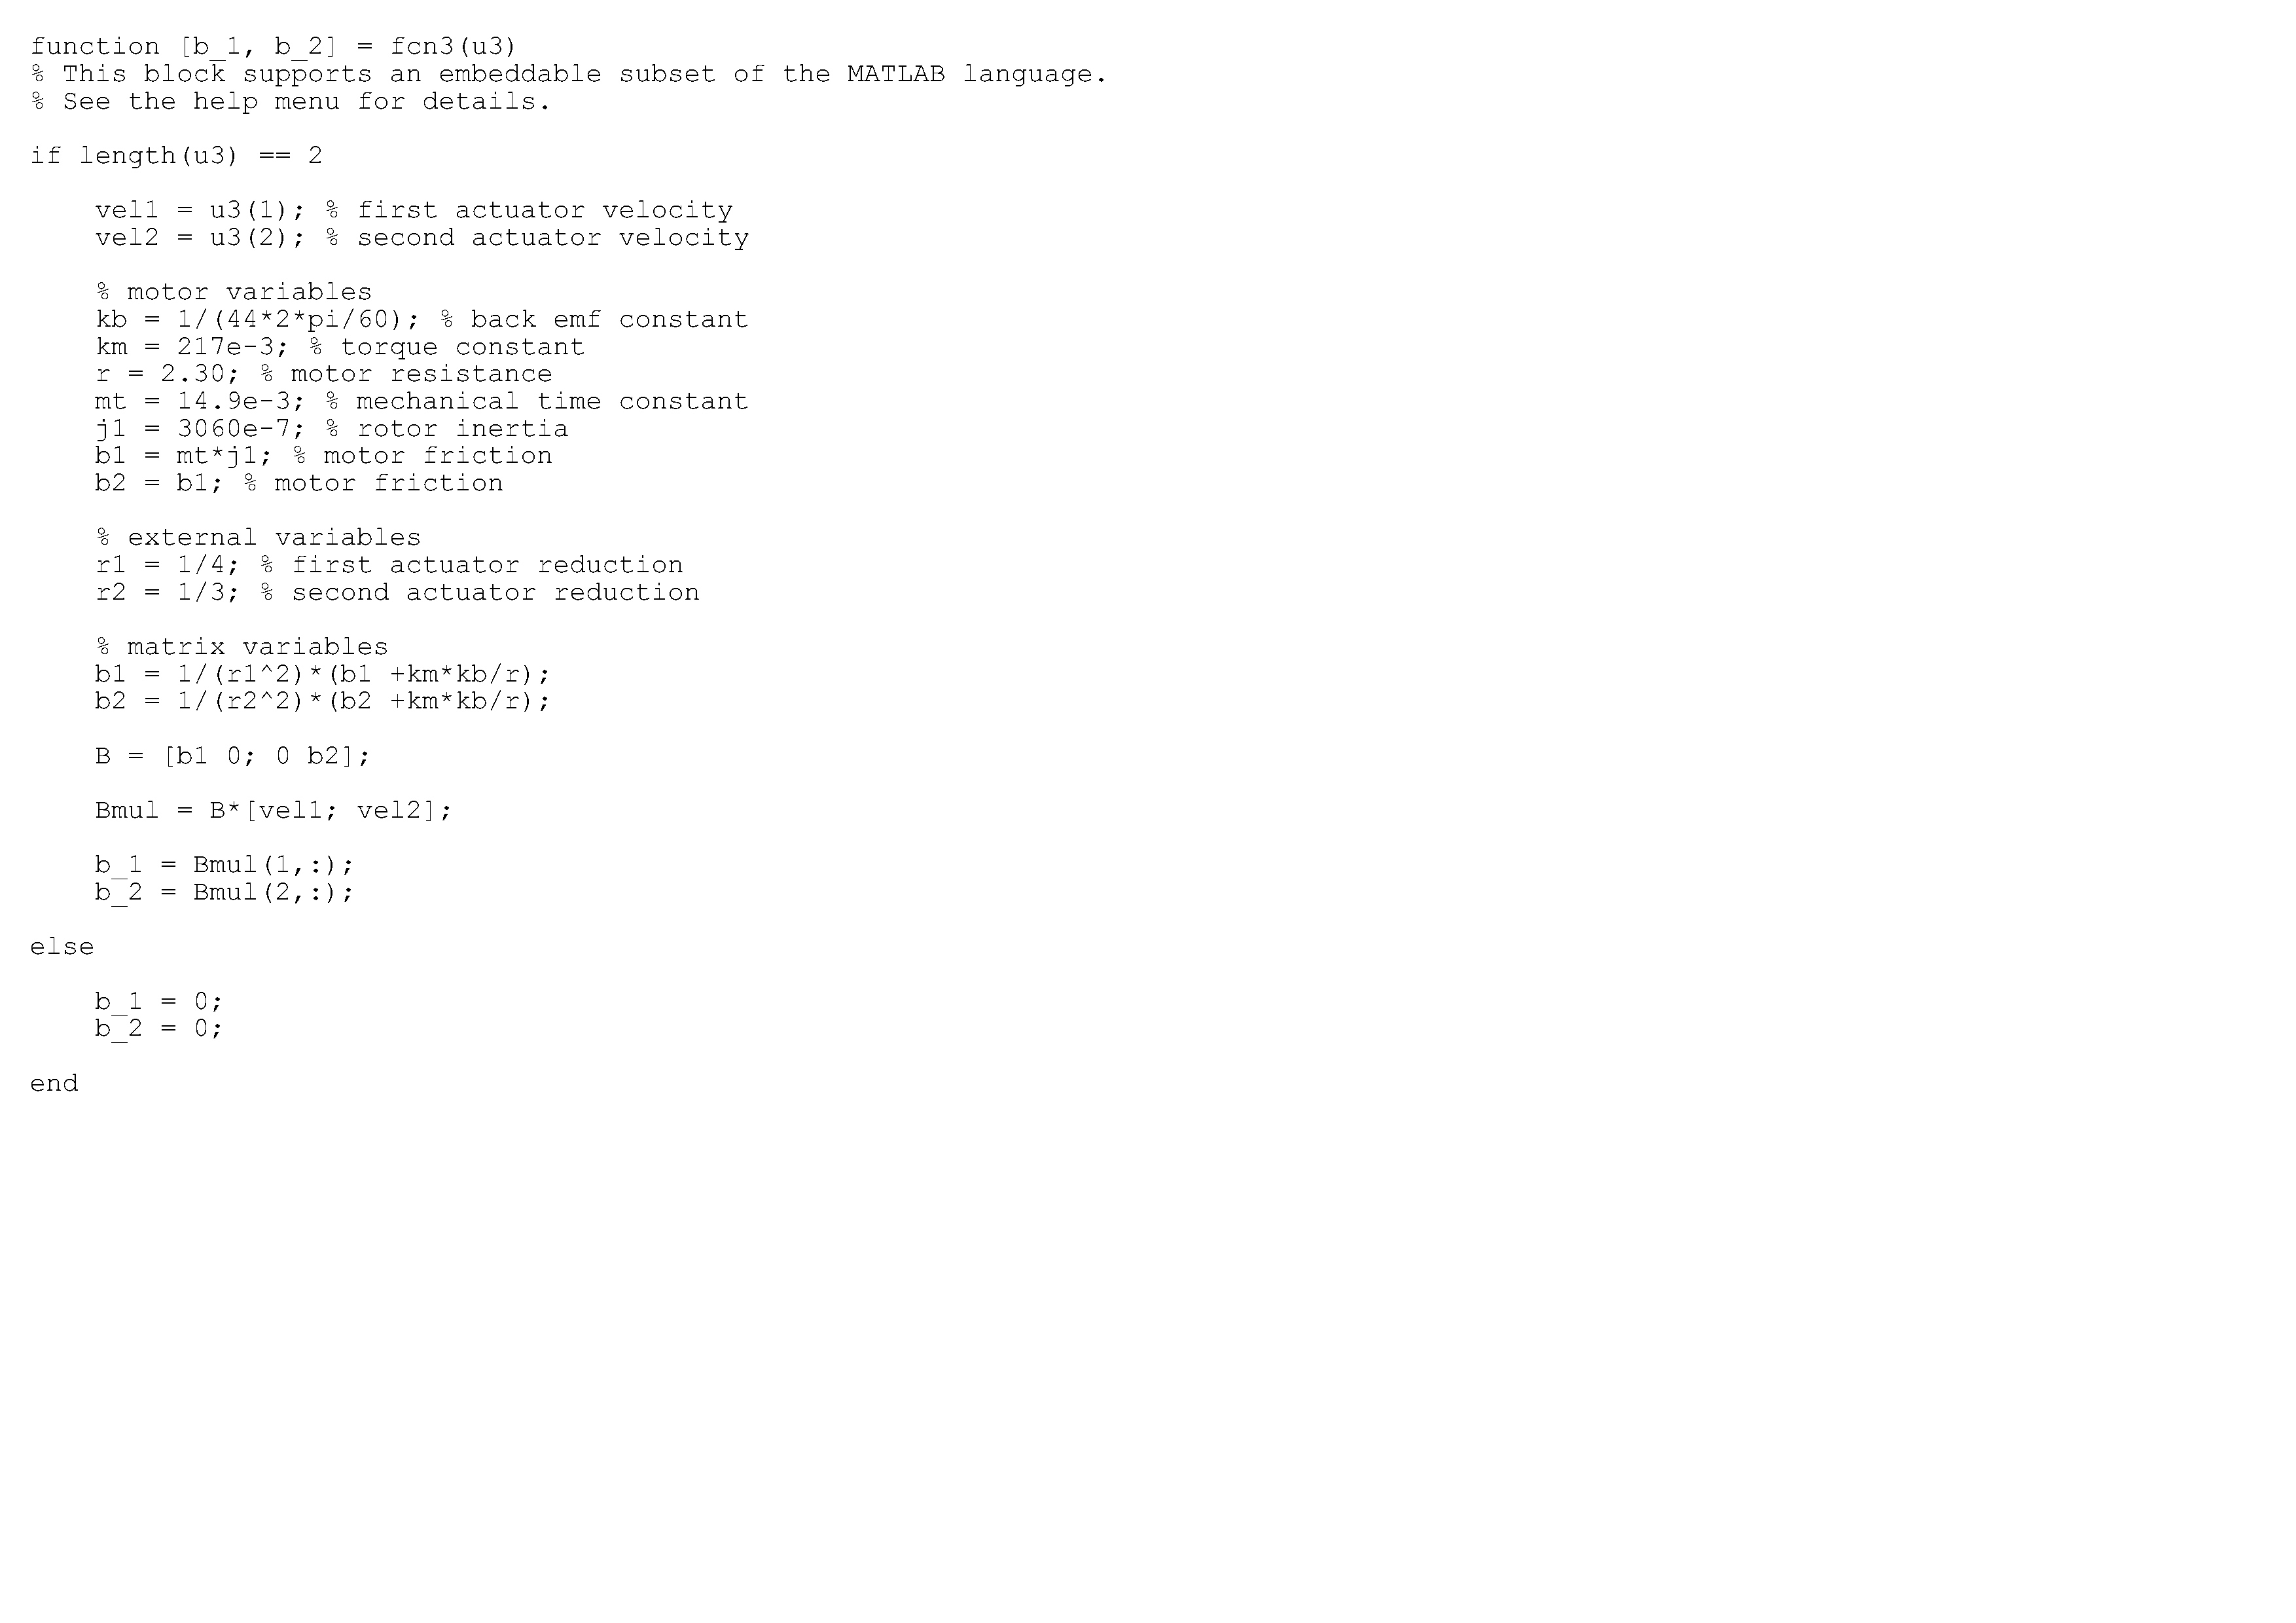 function [b_1, b_2] = fcn3(u3)
% This block supports an embeddable subset of the MATLAB language.
% See the help menu for details.
if length(u3) == 2
vel1 = u3(1); % first actuator velocity
vel2 = u3(2); % second actuator velocity
% motor variables
kb = 1/(44*2*pi/60); % back emf constant
km = 217e-3; % torque constant
r = 2.30; % motor resistance
mt = 14.9e-3; % mechanical time constant
j1 = 3060e-7; % rotor inertia
b1 = mt*j1; % motor friction
b2 = b1; % motor friction
% external variables
r1 = 1/4; % first actuator reduction
r2 = 1/3; % second actuator reduction
% matrix variables
b1 = 1/(r1^2)*(b1 +km*kb/r);
b2 = 1/(r2^2)*(b2 +km*kb/r);
B = [b1 0; 0 b2];
Bmul = B*[vel1; vel2];
b_1 = Bmul(1,:);
b_2 = Bmul(2,:);
else
b_1 = 0;
b_2 = 0;
end